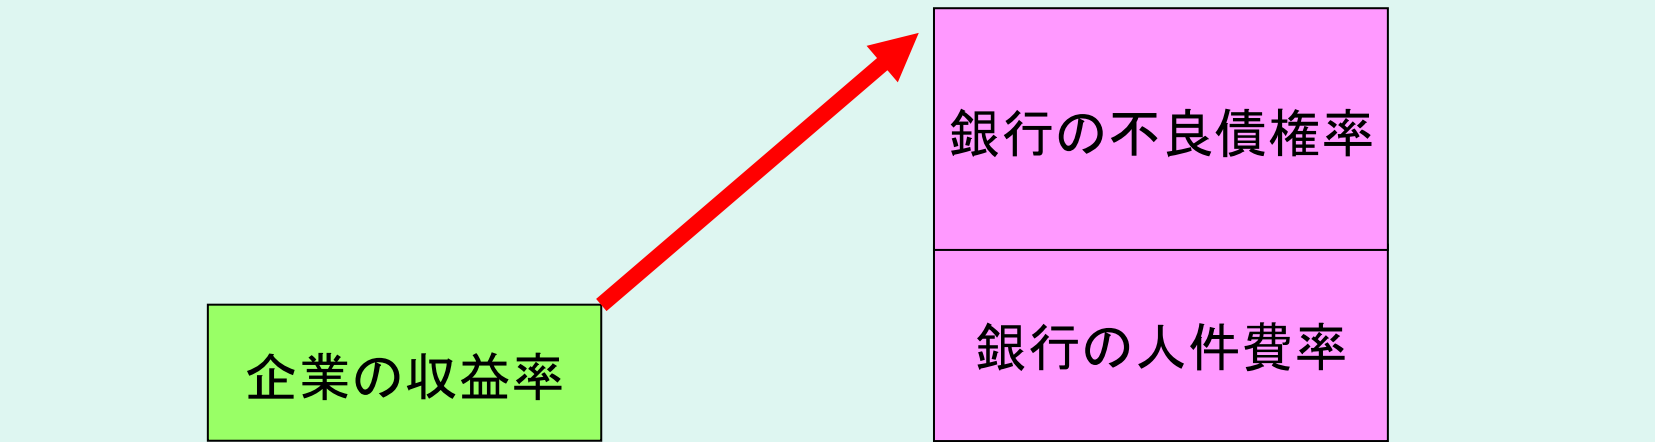 銀行の不良債権率
銀行の人件費率
企業の収益率